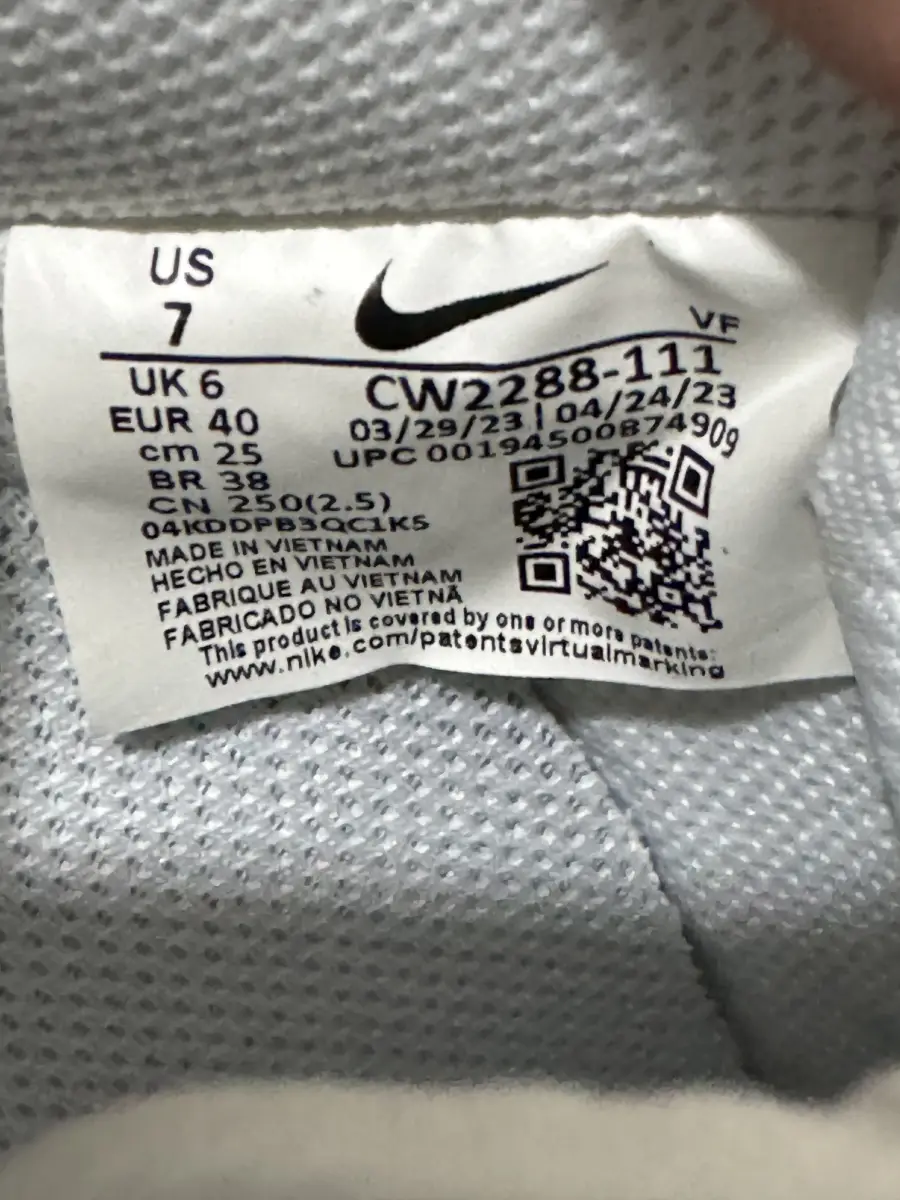 US
7
VF
UK 6
EUR 40
cm 25
BR 38
CN 250(2.5)
04KDDPB3QC1K5
CW2288-111
03/29/23 | 04/24/23
UPC 00194500874909
MADE IN VIETNAM
HECHO EN VIETNAM
FABRIQUE AU VIETNAM
FABRICADO NO VIETNÃ
This product is covered by one or more patents:
www.nike.com/patentsvirtualmarking